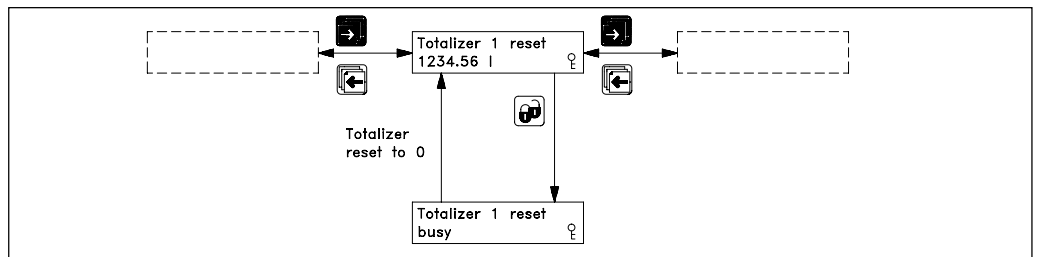 Totalizer 1 reset
1234.56 l
Totalizer
reset to 0
Totalizer 1 reset
busy